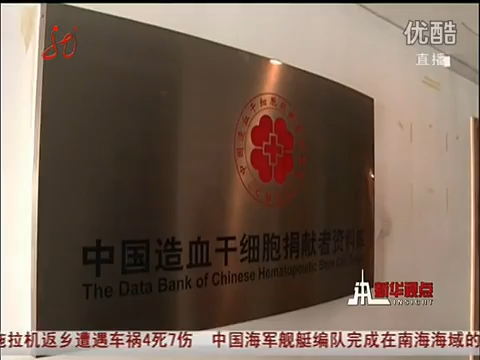 优酷
直播
中国造血干细胞捐献者资料库
The Data Bank of Chinese Hematopoietic Stem Cell
新华视点
INSIGHT
拖拉机返乡遭遇车祸4死7伤 中国海军舰艇编队完成在南海海域的